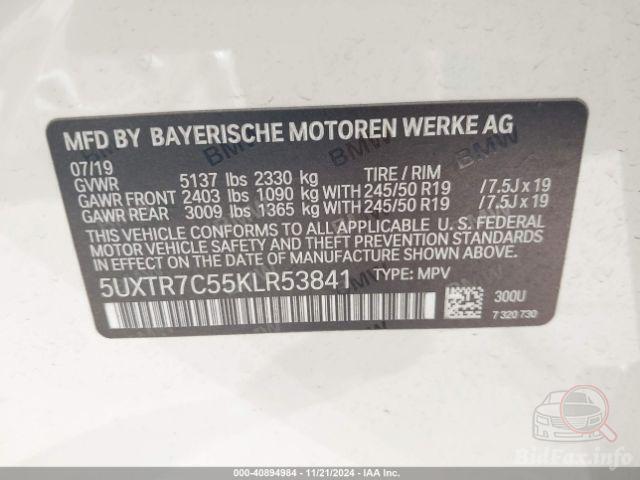 MFD BY BAYERISCHE MOTOREN WERKE AG
07/19
GVWR 5137 lbs 2330 kg TIRE / RIM
GAWR FRONT 2403 lbs 1090 kg WITH 245/50 R19 / 7.5J x 19
GAWR REAR 3009 lbs 1365 kg WITH 245/50 R19 / 7.5J x 19
THIS VEHICLE CONFORMS TO ALL APPLICABLE U. S. FEDERAL
MOTOR VEHICLE SAFETY, BUMPER, AND THEFT PREVENTION
STANDARDS IN EFFECT ON THE DATE OF MANUFACTURE SHOWN ABOVE.
5UXTR7C55KLR53841 TYPE: MPV
300U
7 320 730
BidFax.info
000-40894984 | 11/21/2024 | IAA Inc.